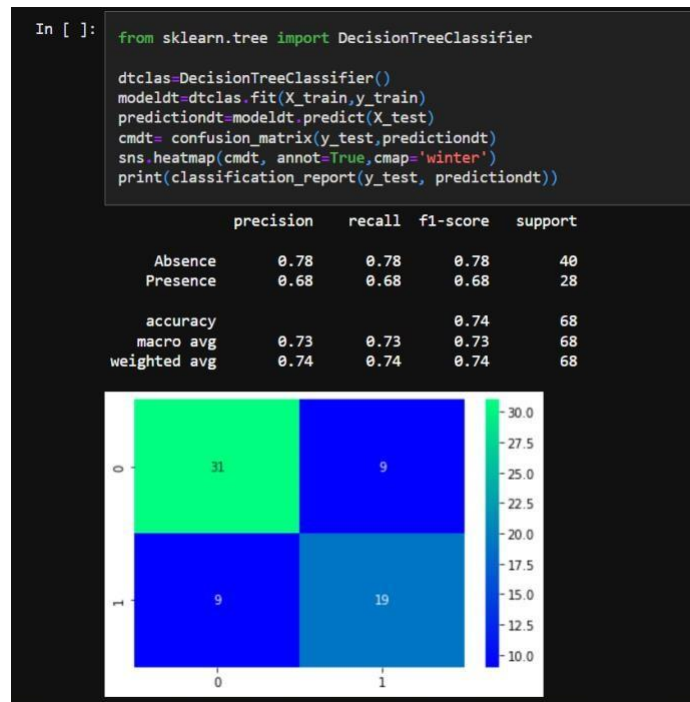 In [ ]:
from sklearn.tree import DecisionTreeClassifier
dtclas=DecisionTreeClassifier()
modeldt=dtclas.fit(X_train,y_train)
predictiondt=modeldt.predict(X_test)
cmdt= confusion_matrix(y_test,predictiondt)
sns.heatmap(cmdt, annot=True,cmap='winter')
print(classification_report(y_test, predictiondt))
precision recall f1-score support
Absence 0.78 0.78 0.78 40
Presence 0.68 0.68 0.68 28
accuracy 0.74 68
macro avg 0.73 0.73 0.73 68
weighted avg 0.74 0.74 0.74 68
0
31 9
1
9 19
0 1
30.0
27.5
25.0
22.5
20.0
17.5
15.0
12.5
10.0